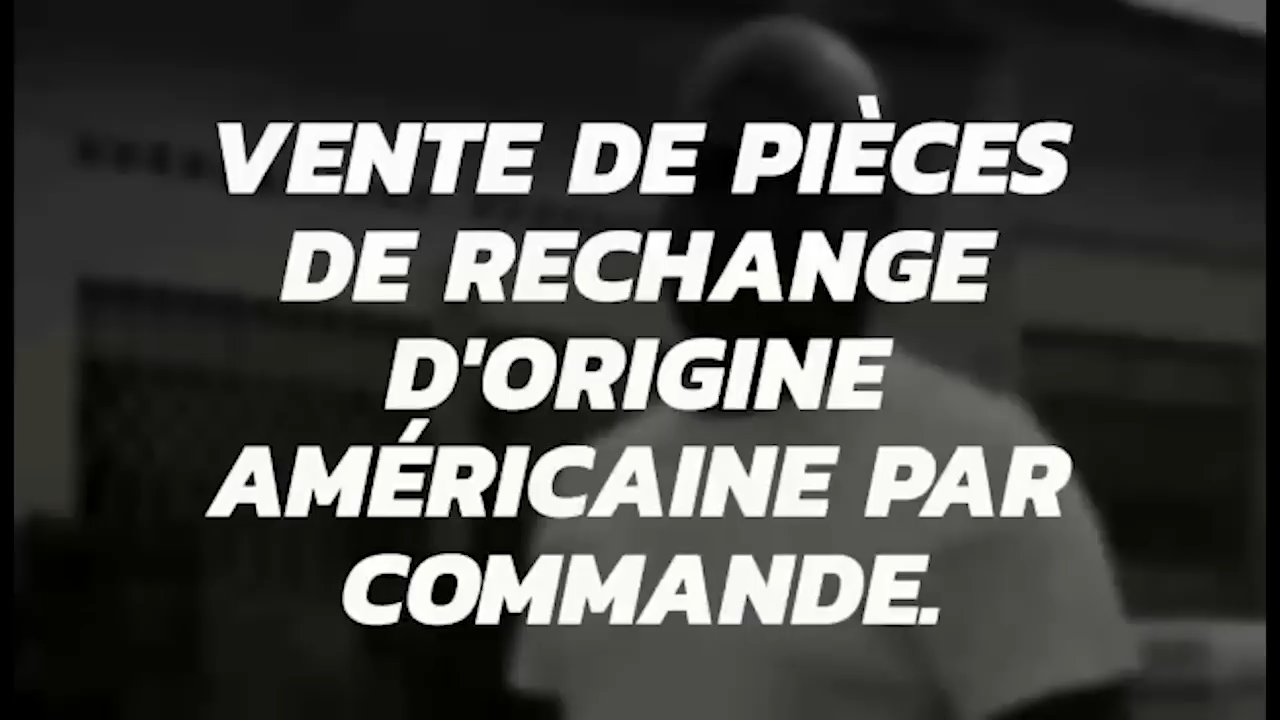 VENTE DE PIÈCES
DE RECHANGE
D'ORIGINE
AMÉRICAINE PAR
COMMANDE.